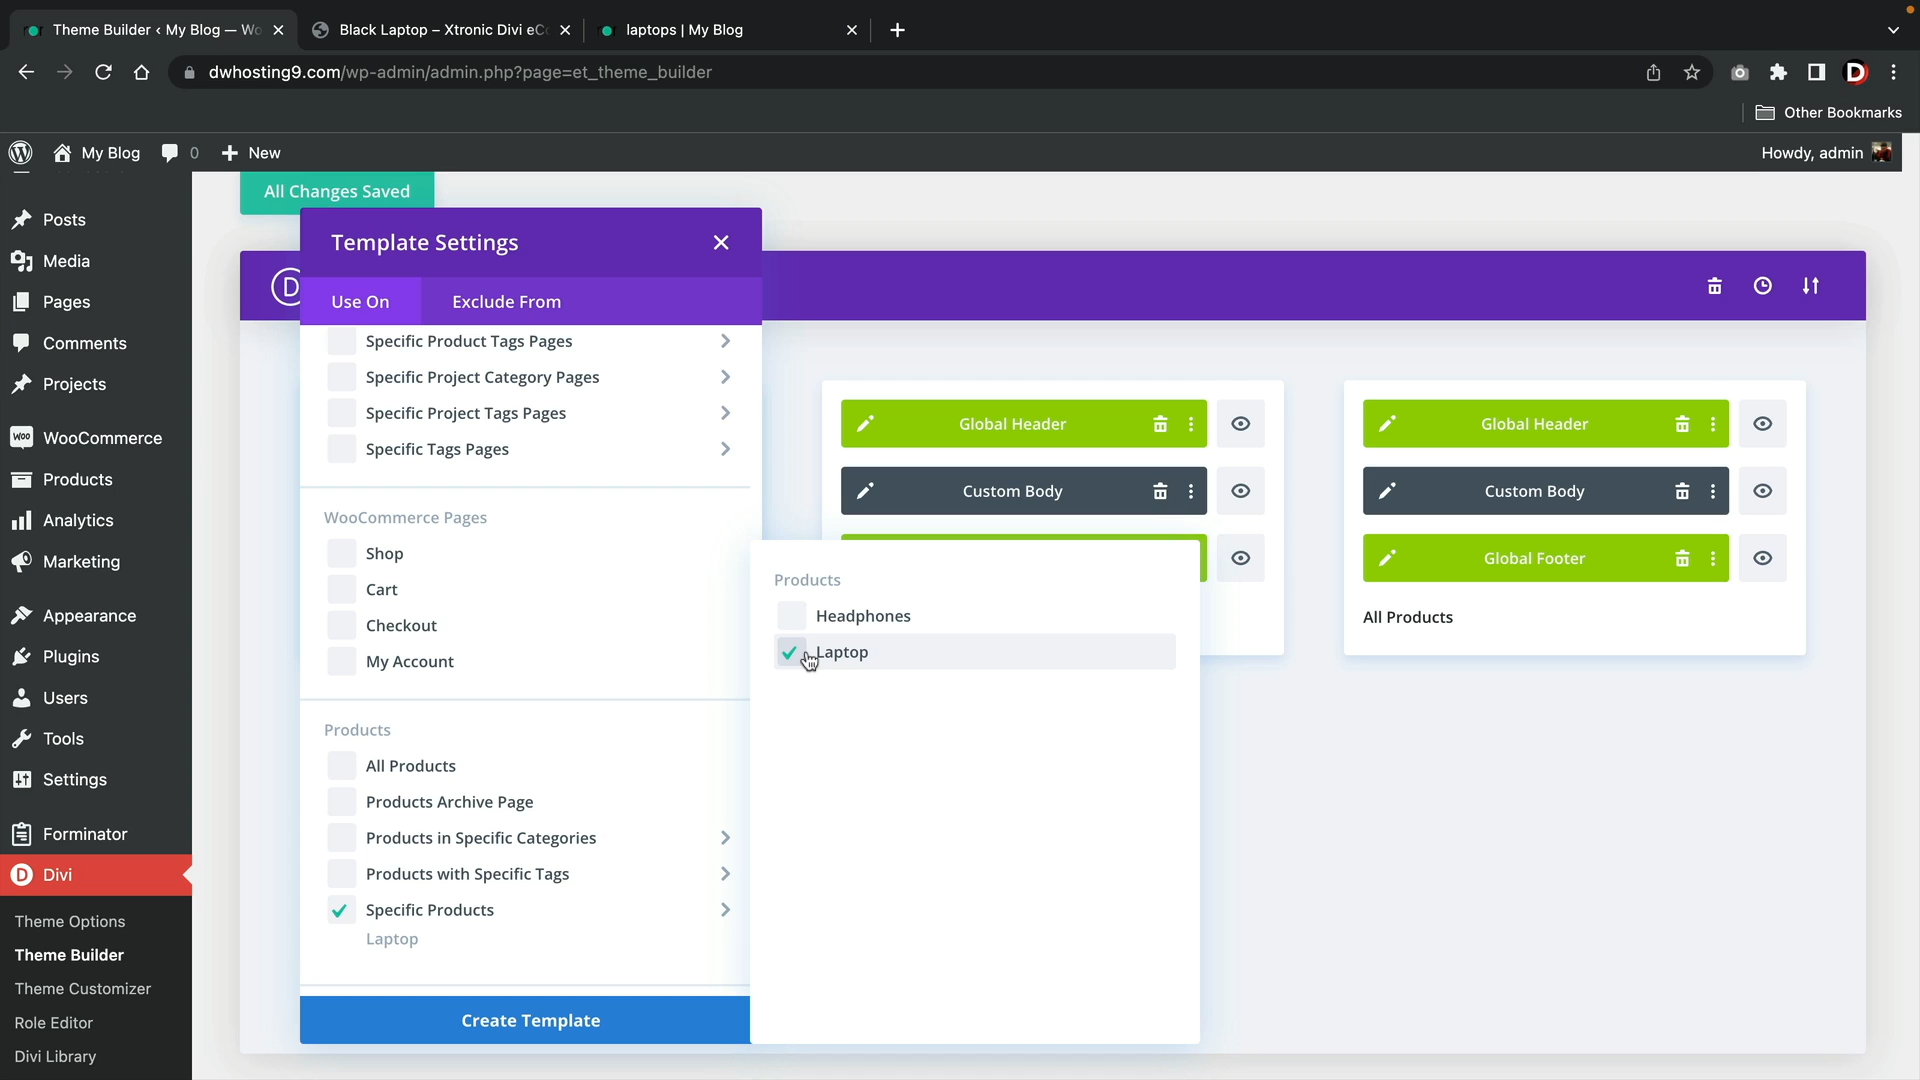 Theme Builder ‹ My Blog — Wo
Black Laptop – Xtronic Divi eCo
laptops | My Blog
dwhosting9.com/wp-admin/admin.php?page=et_theme_builder
Other Bookmarks
My Blog
0
New
Howdy, admin
Posts
Media
Pages
Comments
Projects
WooCommerce
Products
Analytics
Marketing
Appearance
Plugins
Users
Tools
Settings
Forminator
Divi
Theme Options
Theme Builder
Theme Customizer
Role Editor
Divi Library
All Changes Saved
Template Settings
Use On
Exclude From
Specific Product Tags Pages
Specific Project Category Pages
Specific Project Tags Pages
Specific Tags Pages
WooCommerce Pages
Shop
Cart
Checkout
My Account
Products
All Products
Products Archive Page
Products in Specific Categories
Products with Specific Tags
Specific Products
Laptop
Create Template
Products
Headphones
Laptop
Global Header
Custom Body
Global Header
Custom Body
Global Footer
All Products